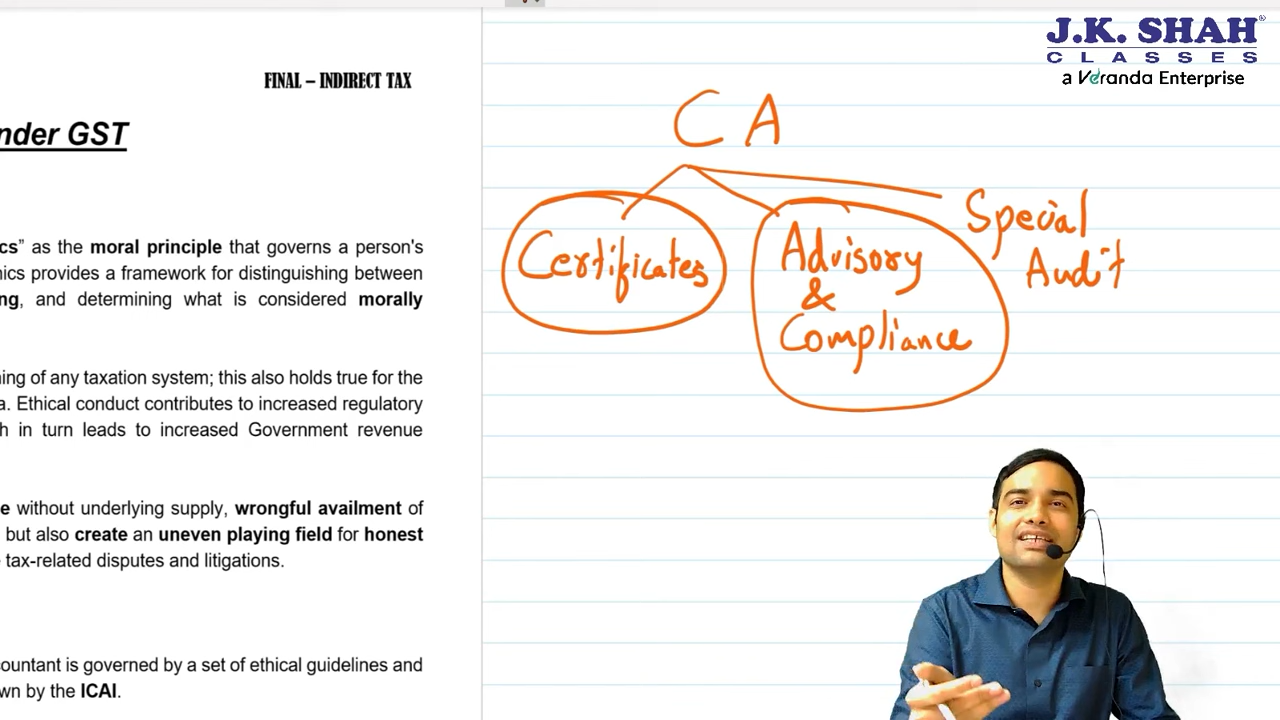 FINAL – INDIRECT TAX
nder GST
cs” as the moral principle that governs a person's
nics provides a framework for distinguishing between
ng, and determining what is considered morally
ning of any taxation system; this also holds true for the
a. Ethical conduct contributes to increased regulatory
h in turn leads to increased Government revenue
e without underlying supply, wrongful availment of
but also create an uneven playing field for honest
tax-related disputes and litigations.
countant is governed by a set of ethical guidelines and
wn by the ICAI.
J.K. SHAH®
CLASSES
a Veranda Enterprise
CA
Certificates
Advisory
&
Compliance
Special
Audit